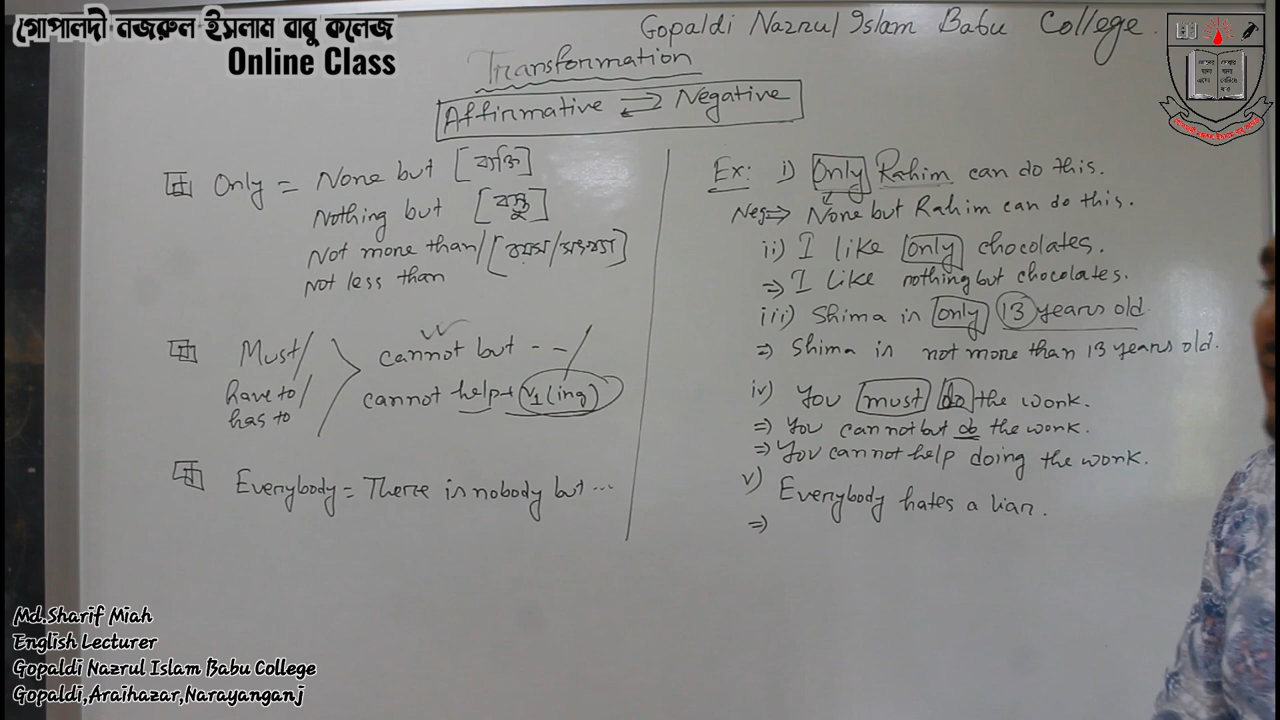 গোপালদী নজরুল ইসলাম বাবু কলেজ
Online Class
Gopaldi Nazrul Islam Babu College.
Transformation
Affirmative ⇄ Negative
Only = None but [ব্যক্তি]
Nothing but [বস্তু]
Not more than/ [বয়স/সংখ্যা]
not less than
Must/
have to/
has to
cannot but - -
cannot help + v1(ing)
Everybody = There is nobody but ...
Ex: i) Only Rahim can do this.
Neg ⇒ None but Rahim can do this.
ii) I like only chocolates.
⇒ I like nothing but chocolates.
iii) Shima is only 13 years old.
⇒ Shima is not more than 13 years old.
iv) You must do the work.
⇒ You cannot but do the work.
⇒ You cannot help doing the work.
v) Everybody hates a liar.
⇒
Md.Sharif Miah
English Lecturer
Gopaldi Nazrul Islam Babu College
Gopaldi,Araihazar,Narayanganj